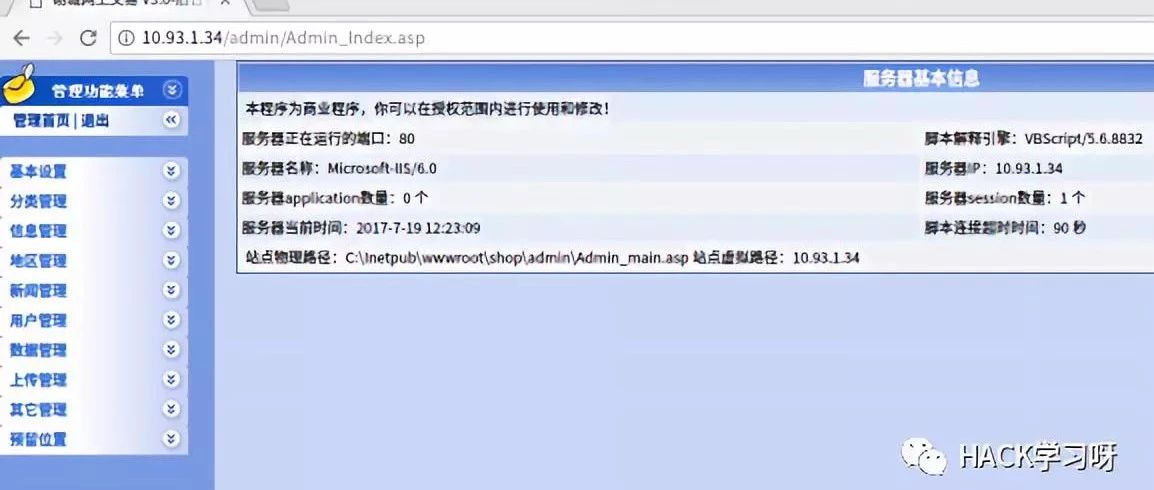 10.93.1.34/admin/Admin_Index.asp
管理功能菜单
管理首页 | 退出
基本设置
分类管理
信息管理
地区管理
新闻管理
用户管理
数据管理
上传管理
其它管理
预留位置
服务器基本信息
本程序为商业程序，你可以在授权范围内进行使用和修改！
服务器正在运行的端口：80 脚本解释引擎：VBScript/5.6.8832
服务器名称：Microsoft-IIS/6.0 服务器IP：10.93.1.34
服务器application数量：0 个 服务器session数量：1 个
服务器当前时间：2017-7-19 12:23:09 脚本连接超时时间：90 秒
站点物理路径：C:\Inetpub\wwwroot\shop\admin\Admin_main.asp 站点虚拟路径：10.93.1.34
HACK学习呀